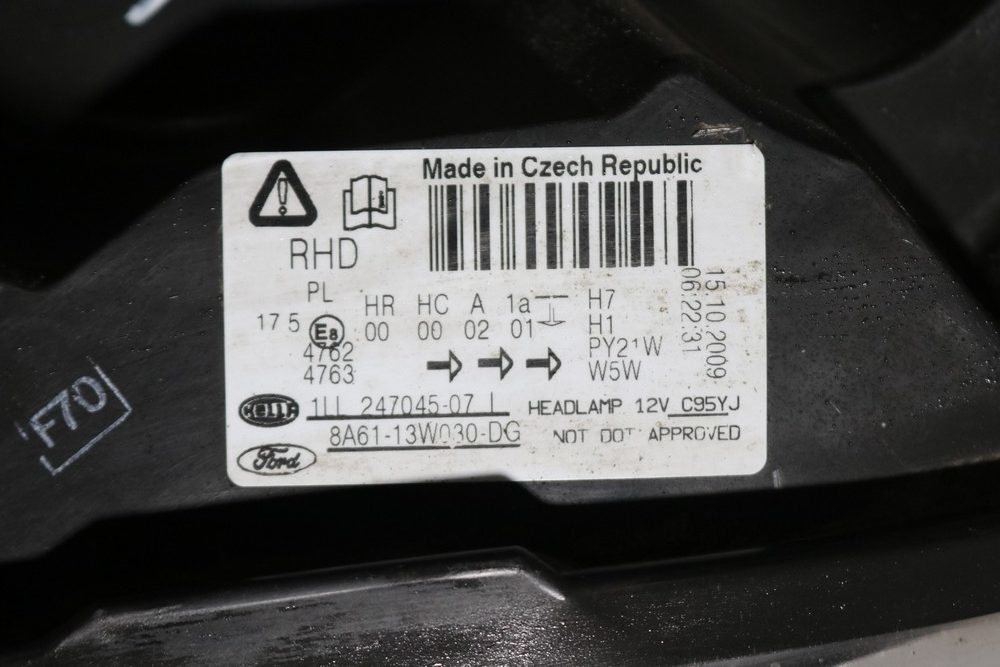 Made in Czech Republic
RHD
PL HR HC A 1a H7
17 5 E8 00 00 02 01 H1
4762 PY21W
4763 W5W
15.10.2009
06:22:31
HELLA 1LL 247045-07 L HEADLAMP 12V C95YJ
Ford 8A61-13W030-DG NOT DOT APPROVED
F70